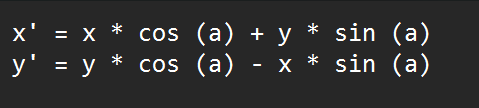 x' = x * cos (a) + y * sin (a)
y' = y * cos (a) - x * sin (a)